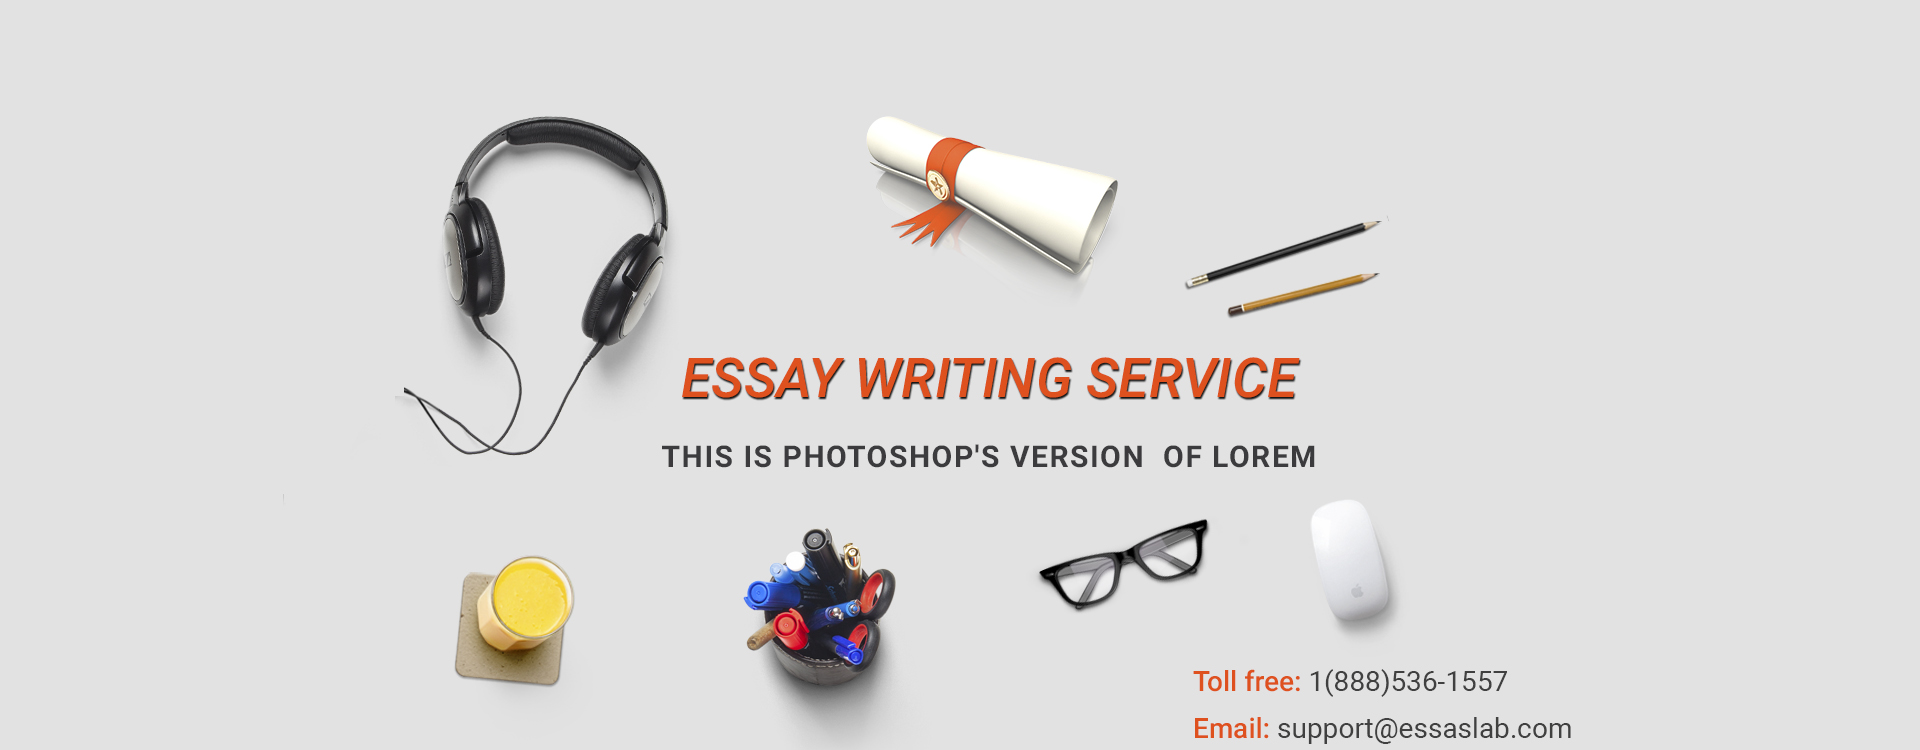 ESSAY WRITING SERVICE
THIS IS PHOTOSHOP'S VERSION  OF LOREM
Toll free: 1(888)536-1557
Email: support@essaslab.com